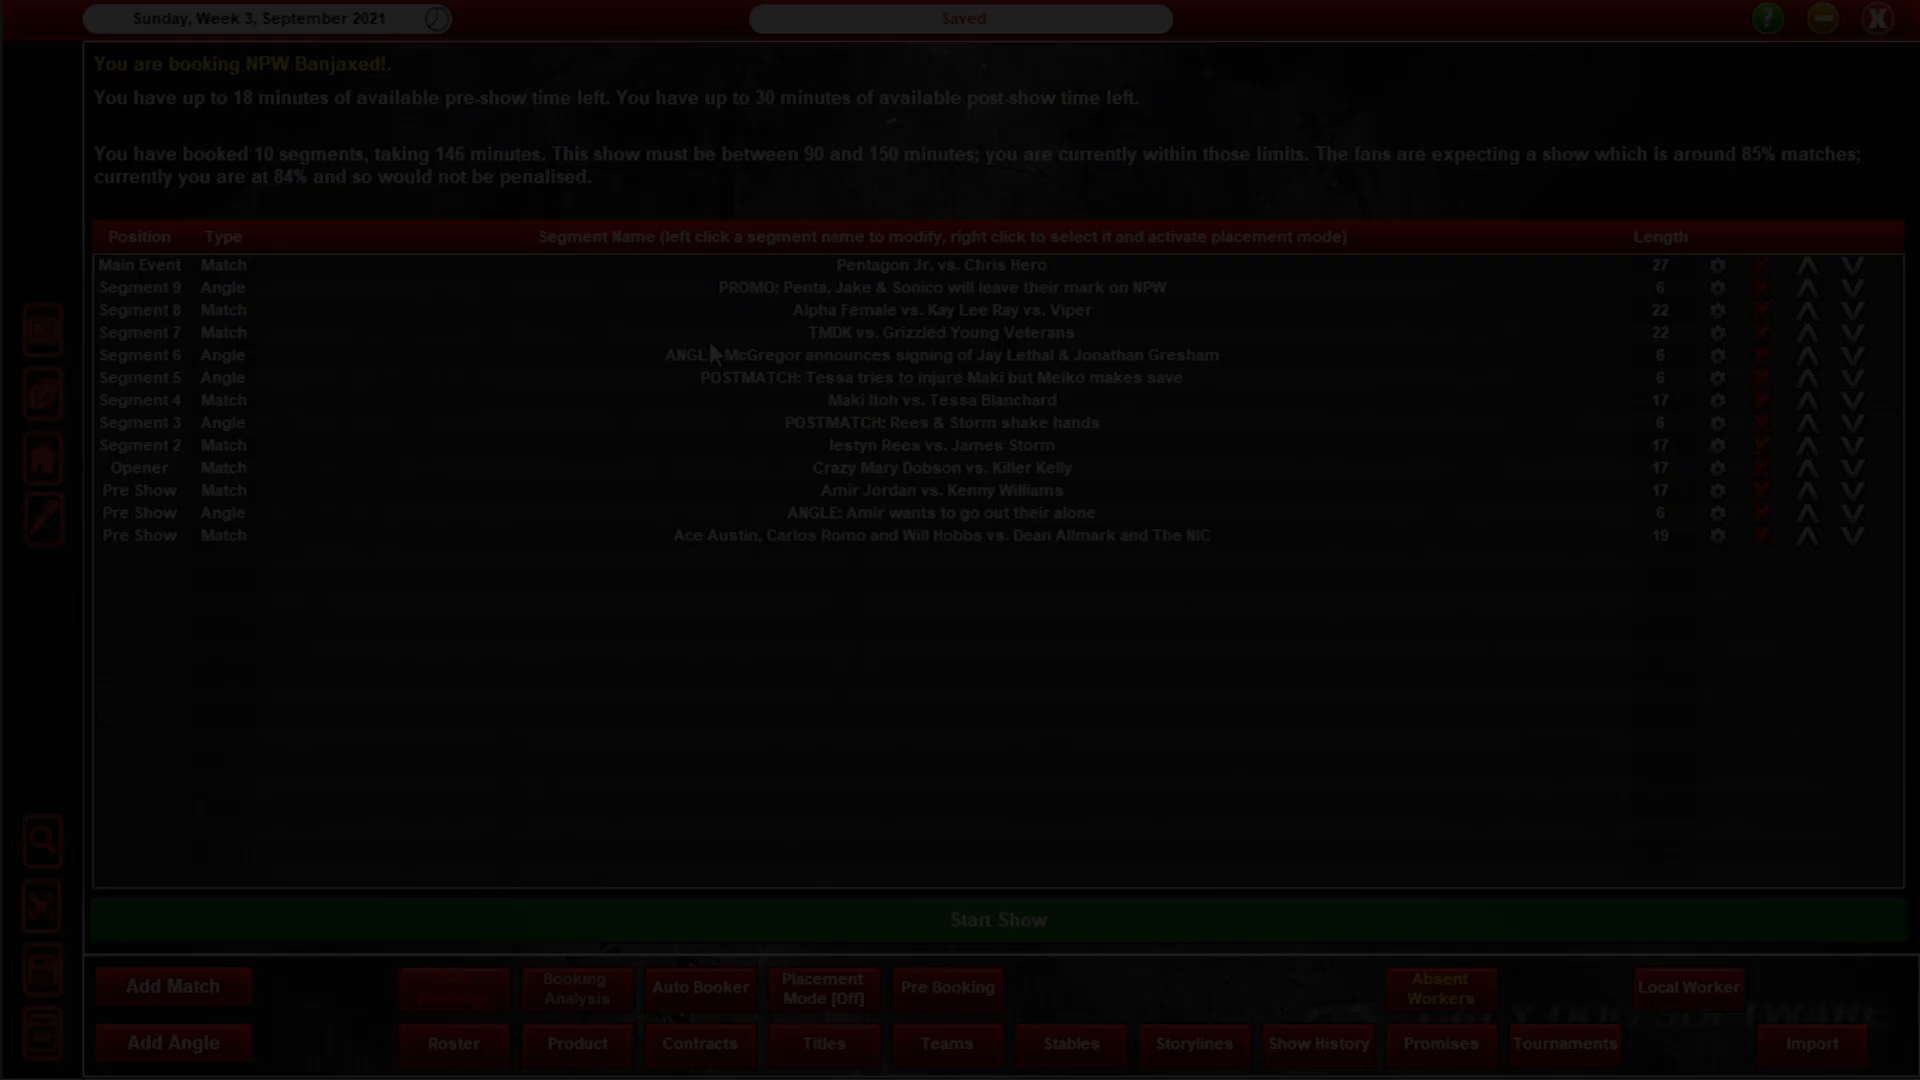 Sunday, Week 3, September 2021
Saved
?
X
You are booking NPW Banjaxed!.
You have up to 18 minutes of available pre-show time left. You have up to 30 minutes of available post-show time left.
You have booked 10 segments, taking 146 minutes. This show must be between 90 and 150 minutes; you are currently within those limits. The fans are expecting a show which is around 85% matches;
currently you are at 84% and so would not be penalised.
Position Type Segment Name (left click a segment name to modify, right click to select it and activate placement mode) Length
Main Event Match Pentagon Jr. vs. Chris Hero 27
Segment 9 Angle PROMO: Penta, Jake & Sonico will leave their mark on NPW 6
Segment 8 Match Alpha Female vs. Kay Lee Ray vs. Viper 22
Segment 7 Match TMDK vs. Grizzled Young Veterans 22
Segment 6 Angle McGregor announces signing of Jay Lethal & Jonathan Gresham 6
Segment 5 Angle POSTMATCH: Tessa tries to injure Maki but Meiko makes save 6
Segment 4 Match Maki Itoh vs. Tessa Blanchard 17
Segment 3 Angle POSTMATCH: Rees & Storm shake hands 6
Segment 2 Match Iestyn Rees vs. James Storm 17
Opener Match Crazy Mary Dobson vs. Killer Kelly 17
Pre Show Match Amir Jordan vs. Kenny Williams 17
Pre Show Angle ANGLE: Amir wants to go out their alone 6
Pre Show Match Ace Austin, Carlos Romo and Will Hobbs vs. Dean Allmark and The NIC 19
Start Show
Add Match
Booking Analysis
Auto Booker
Placement Mode [Off]
Pre Booking
Absent Workers
Local Worker
GREY DOG SOFTWARE
Add Angle
Roster
Product
Contracts
Titles
Teams
Stables
Storylines
Show History
Promises
Tournaments
Import